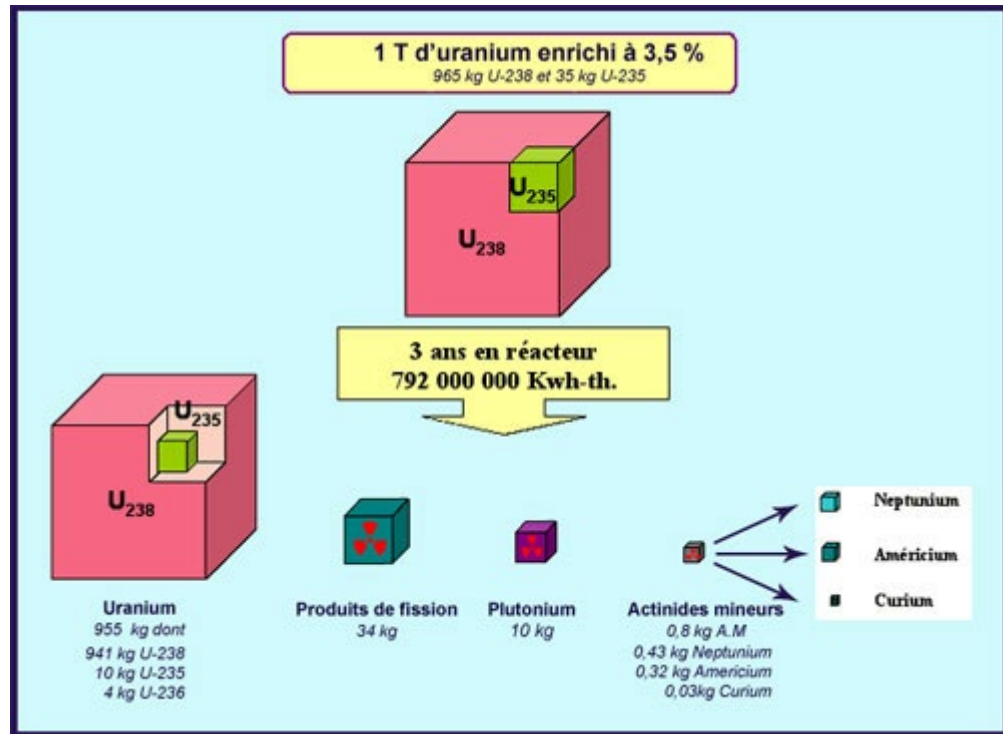 1 T d'uranium enrichi à 3,5 %
965 kg U-238 et 35 kg U-235
U235
U238
3 ans en réacteur
792 000 000 Kwh-th.
U235
U238
Neptunium
Américium
Curium
Uranium
955 kg dont
941 kg U-238
10 kg U-235
4 kg U-236
Produits de fission
34 kg
Plutonium
10 kg
Actinides mineurs
0,8 kg A.M
0,43 kg Neptunium
0,32 kg Americium
0,03kg Curium